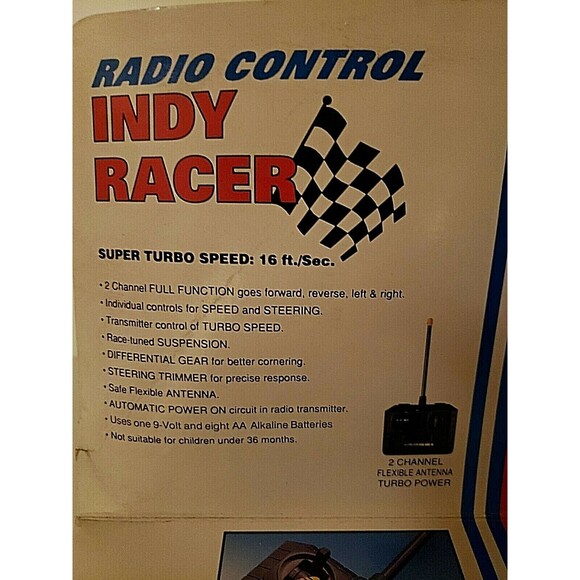 RADIO CONTROL
INDY
RACER
SUPER TURBO SPEED: 16 ft./Sec.
• 2 Channel FULL FUNCTION goes forward, reverse, left & right.
• Individual controls for SPEED and STEERING.
• Transmitter control of TURBO SPEED.
• Race-tuned SUSPENSION.
• DIFFERENTIAL GEAR for better cornering.
• STEERING TRIMMER for precise response.
• Safe Flexible ANTENNA.
• AUTOMATIC POWER ON circuit in radio transmitter.
• Uses one 9-Volt and eight AA Alkaline Batteries
• Not suitable for children under 36 months.
2 CHANNEL
FLEXIBLE ANTENNA
TURBO POWER